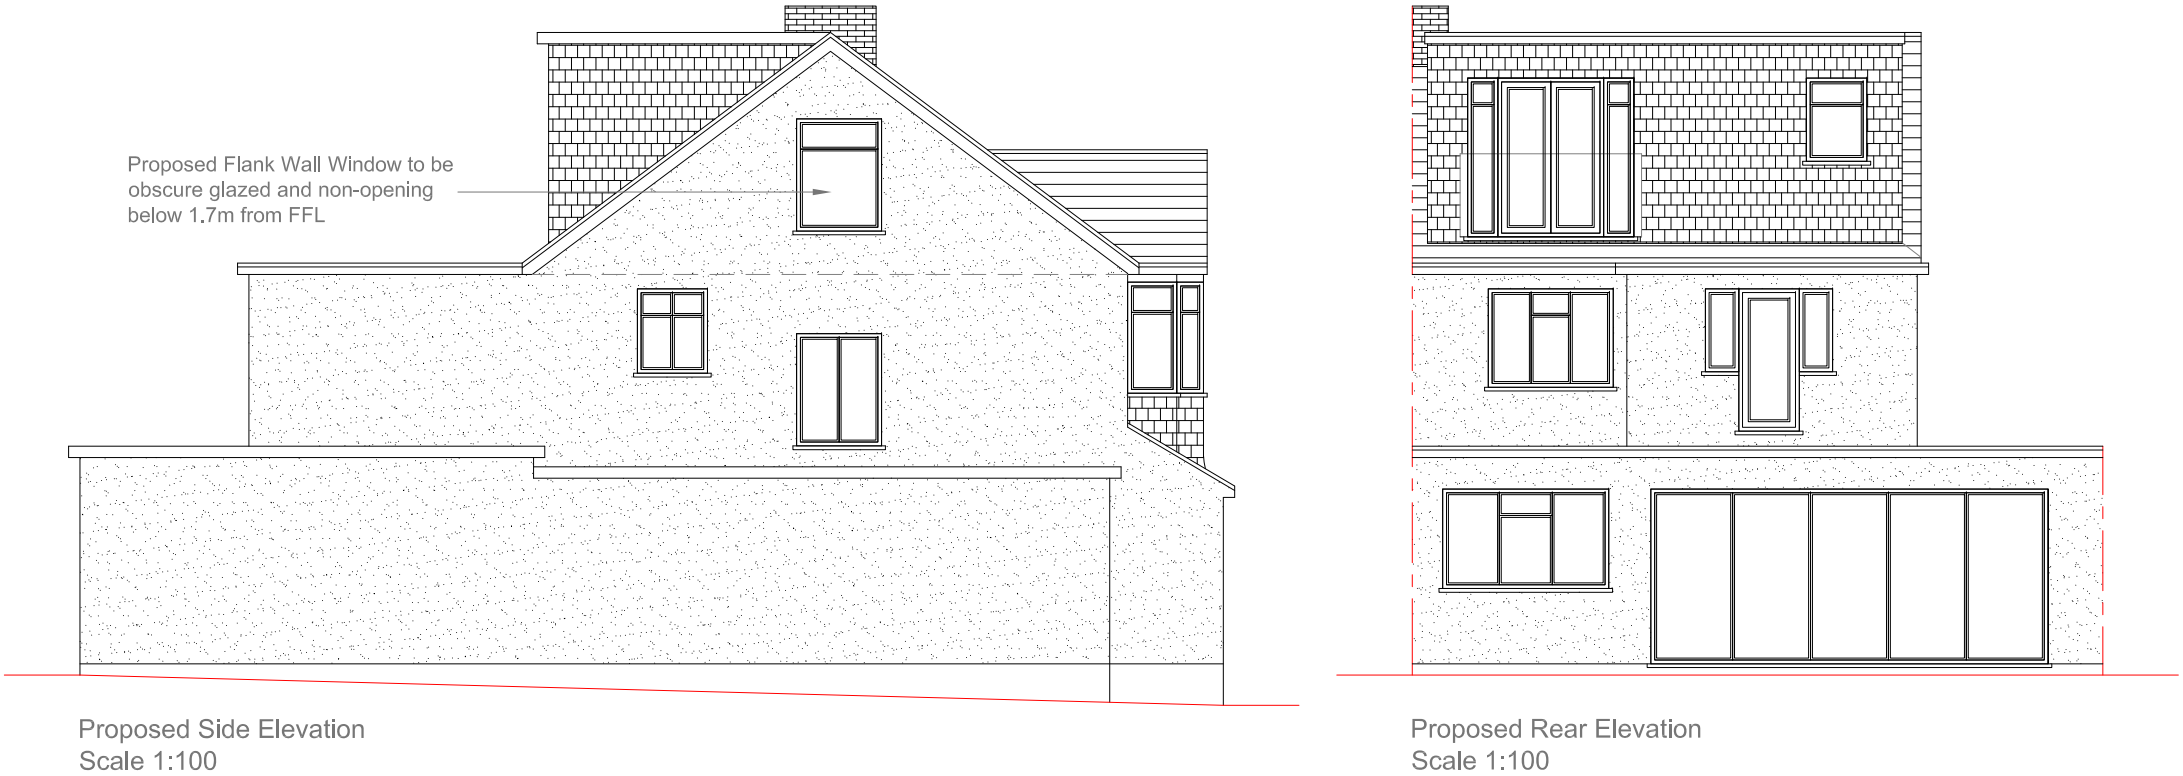 Proposed Flank Wall Window to be
obscure glazed and non-opening
below 1.7m from FFL
Proposed Side Elevation
Scale 1:100
Proposed Rear Elevation
Scale 1:100